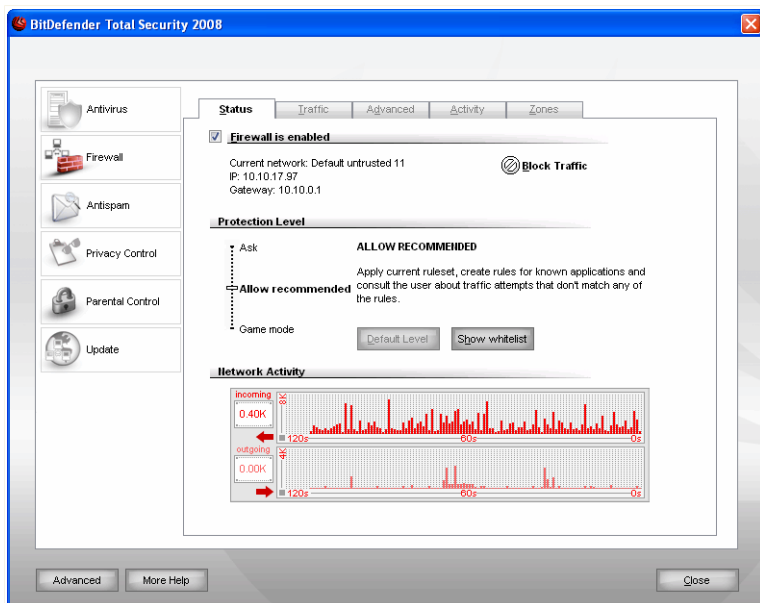 BitDefender Total Security 2008
Antivirus
Firewall
Antispam
Privacy Control
Parental Control
Update
Status
Traffic
Advanced
Activity
Zones
Firewall is enabled
Current network: Default untrusted 11
IP: 10.10.17.97
Gateway: 10.10.0.1
Block Traffic
Protection Level
Ask
Allow recommended
Game mode
ALLOW RECOMMENDED
Apply current ruleset, create rules for known applications and
consult the user about traffic attempts that don't match any of
the rules.
Default Level
Show whitelist
Network Activity
incoming
0.40K
8K
120s
60s
0s
outgoing
0.00K
4K
120s
60s
0s
Advanced
More Help
Close